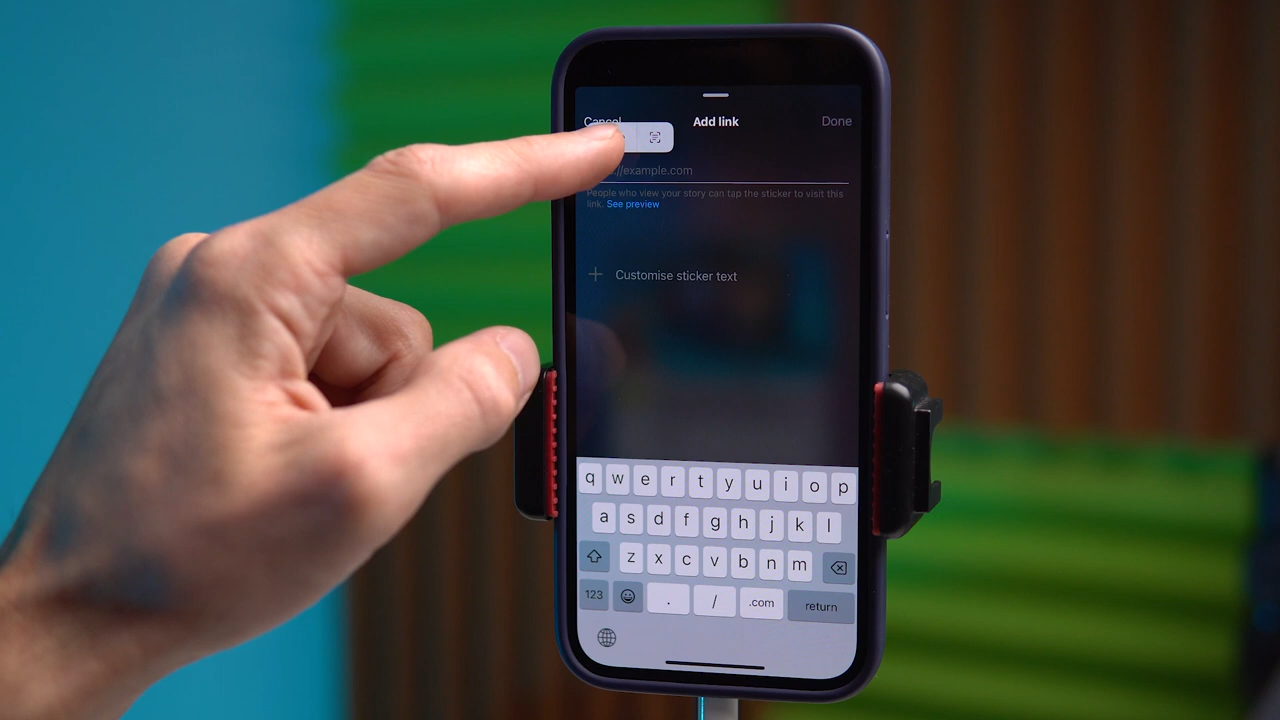 Cancel Add link Done
//example.com
People who view your story can tap the sticker to visit this
link. See preview
+ Customise sticker text
q w e r t y u i o p
a s d f g h j k l
z x c v b n m
123 . / .com return